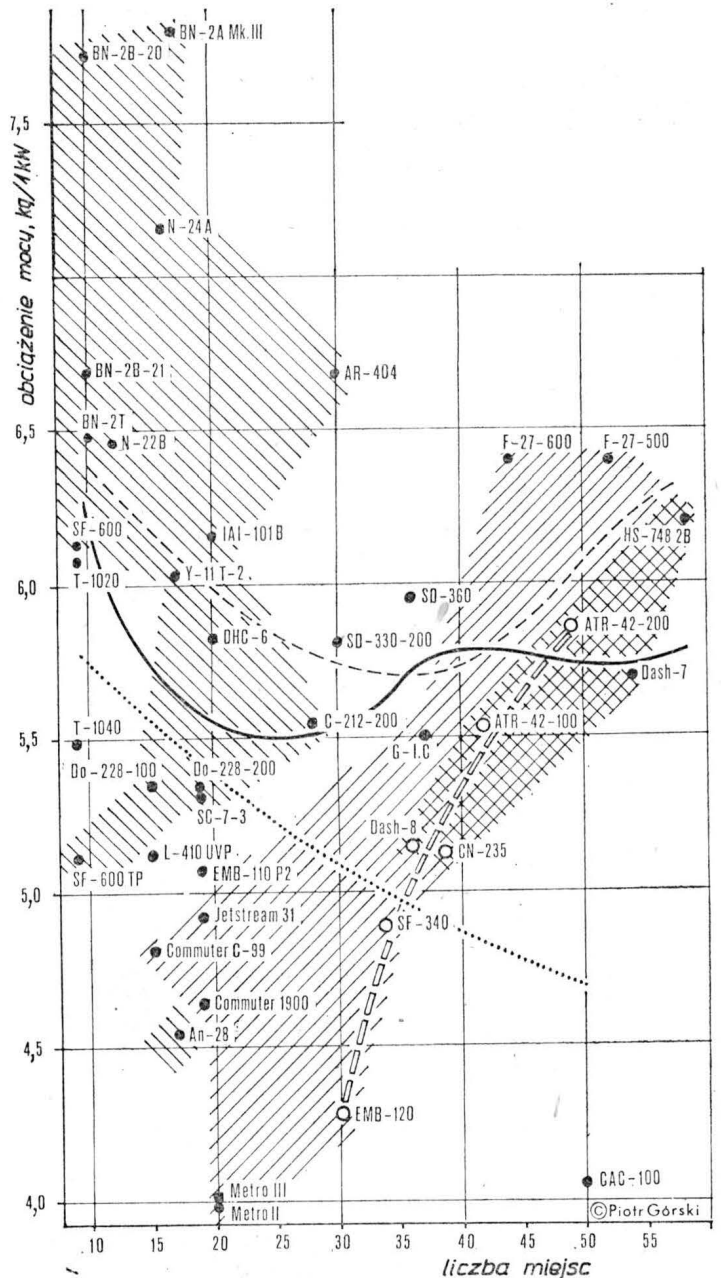 BN-2A Mk.III
BN-2B-20
7,5
N-24A
obciążenie mocy, kg/1kW
BN-2B-21
AR-404
BN-2T
6,5
N-22B
F-27-600
F-27-500
SF-600
IAI-101B
HS-748 2B
T-1020
Y-11 T-2
6,0
SD-360
ATR-42-200
DHC-6
SD-330-200
Dash-7
T-1040
C-212-200
ATR-42-100
5,5
G-I.C
Do-228-100
Do-228-200
SC-7-3
Dash-8
L-410 UVP
CN-235
SF-600 TP
EMB-110 P2
5,0
Jetstream 31
SF-340
Commuter C-99
Commuter 1900
An-28
4,5
EMB-120
CAC-100
Metro III
4,0
Metro II
©Piotr Górski
10 15 20 25 30 35 40 45 50 55
liczba miejsc